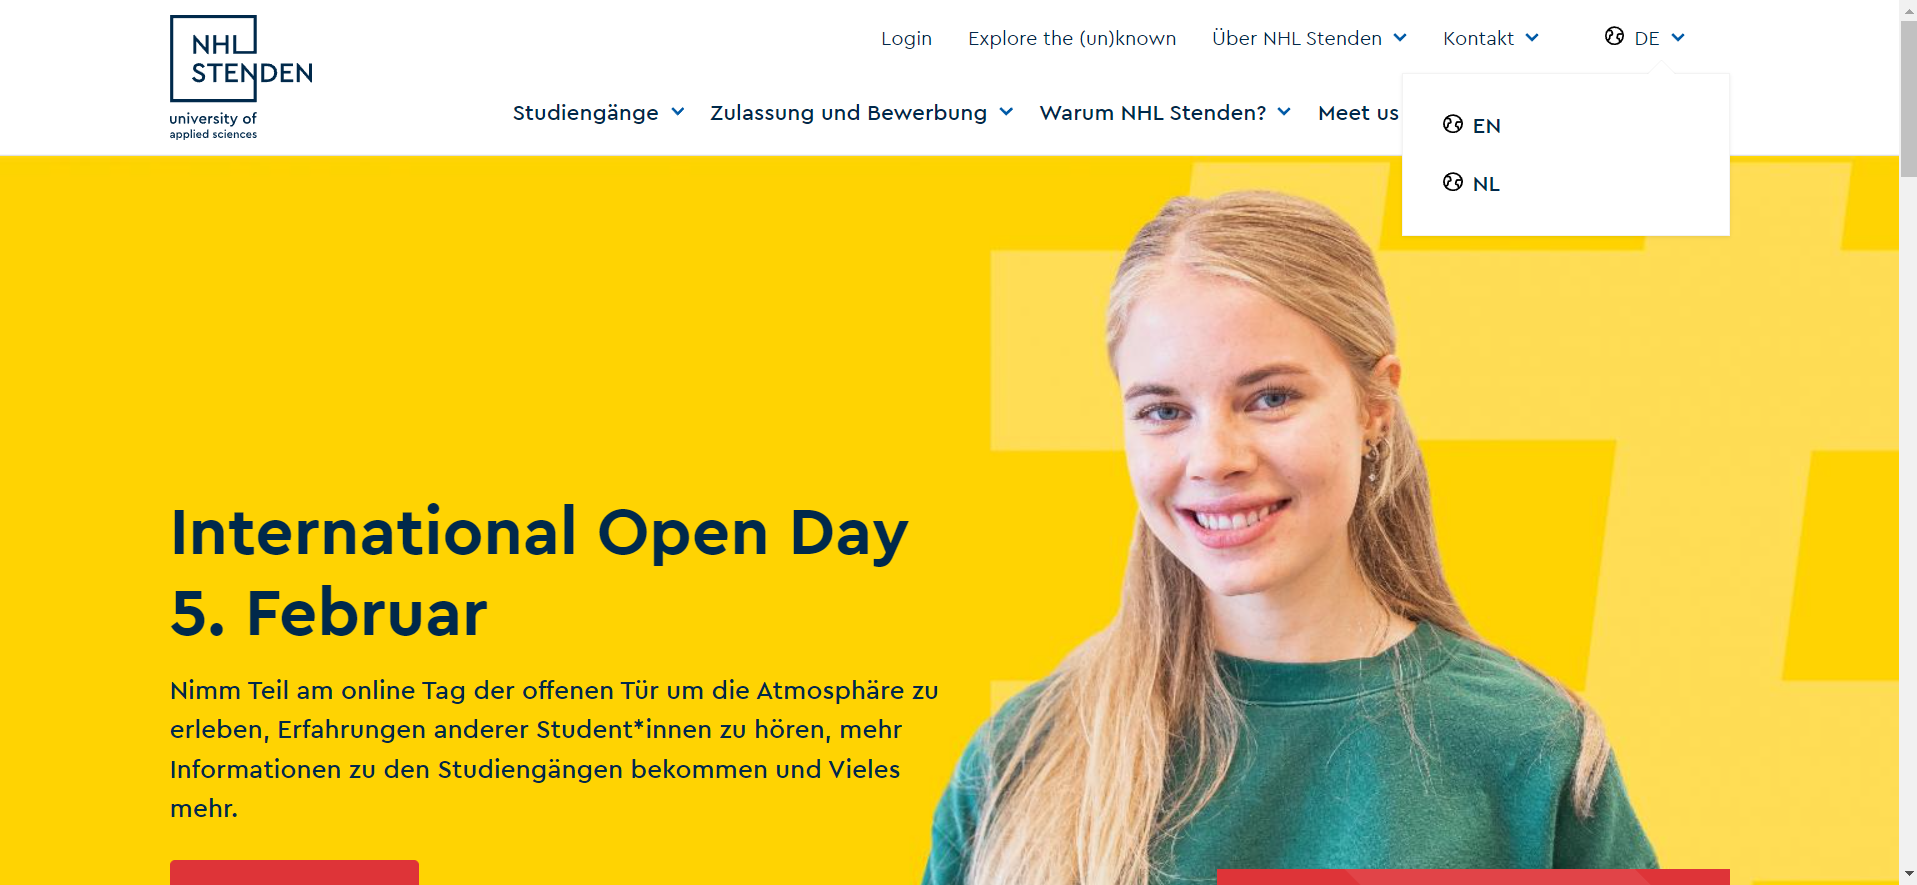 NHL
STENDEN
university of
applied sciences
Login
Explore the (un)known
Über NHL Stenden
Kontakt
DE
Studiengänge
Zulassung und Bewerbung
Warum NHL Stenden?
Meet us
EN
NL
International Open Day
5. Februar
Nimm Teil am online Tag der offenen Tür um die Atmosphäre zu
erleben, Erfahrungen anderer Student*innen zu hören, mehr
Informationen zu den Studiengängen bekommen und Vieles
mehr.